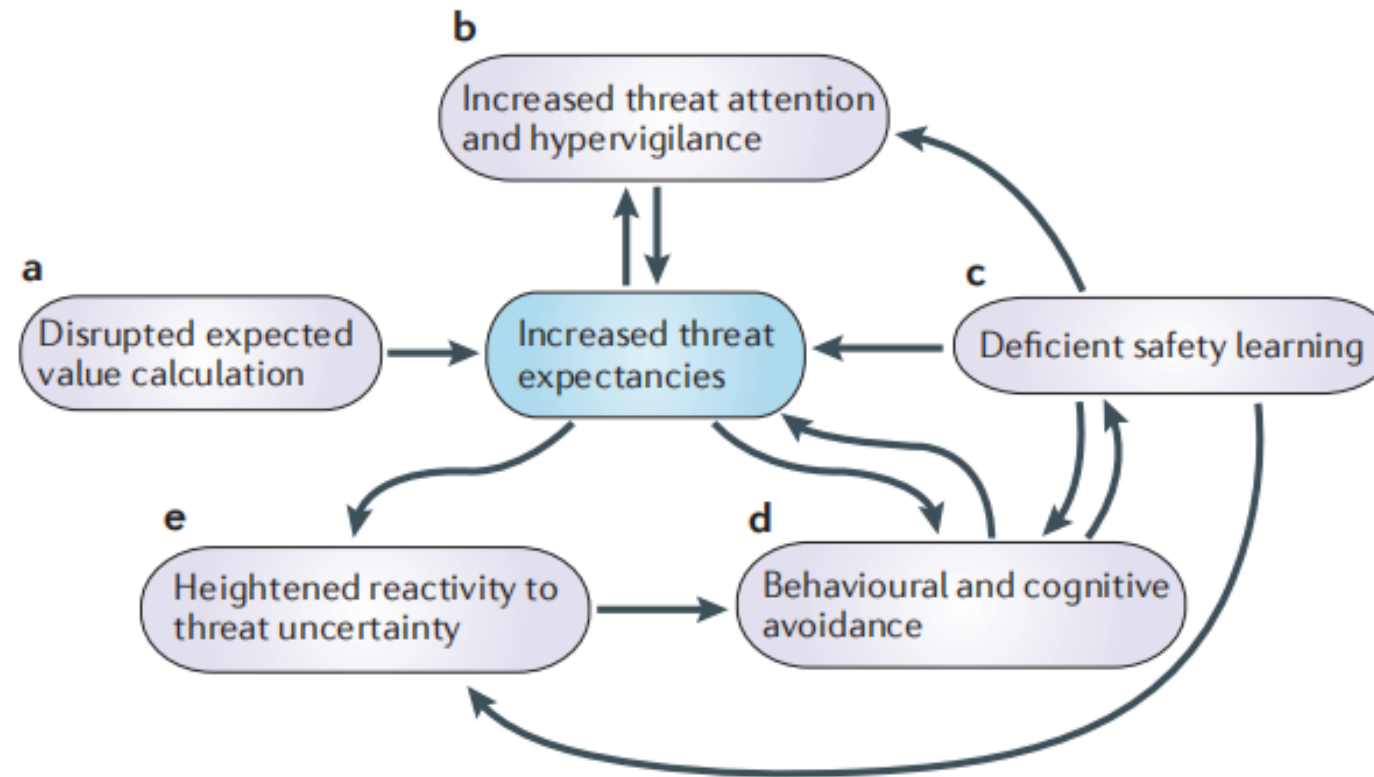 b
Increased threat attention
and hypervigilance
a
Disrupted expected
value calculation
Increased threat
expectancies
c
Deficient safety learning
e
Heightened reactivity to
threat uncertainty
d
Behavioural and cognitive
avoidance